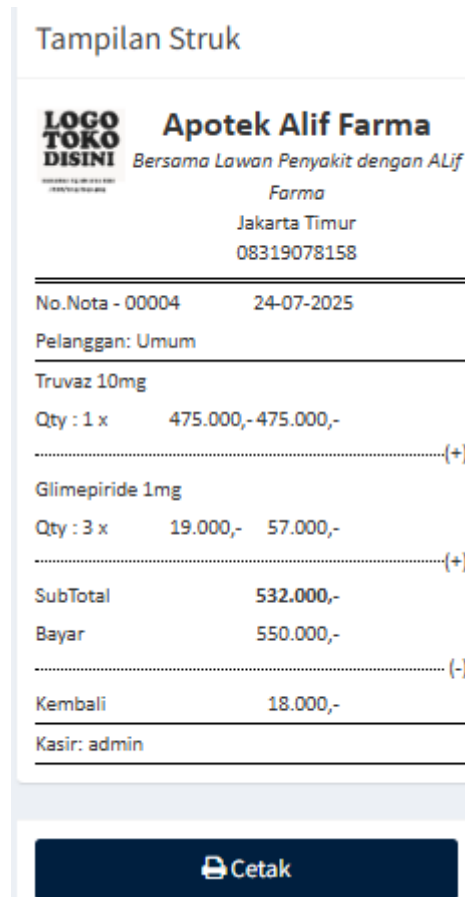 Tampilan Struk
LOGO
TOKO
DISINI
Apotek Alif Farma
Bersama Lawan Penyakit dengan ALif
Farma
Jakarta Timur
08319078158
No.Nota - 00004 24-07-2025
Pelanggan: Umum
Truvaz 10mg
Qty : 1 x 475.000,- 475.000,-
(+)
Glimepiride 1mg
Qty : 3 x 19.000,- 57.000,-
(+)
SubTotal 532.000,-
Bayar 550.000,-
(-)
Kembali 18.000,-
Kasir: admin
Cetak